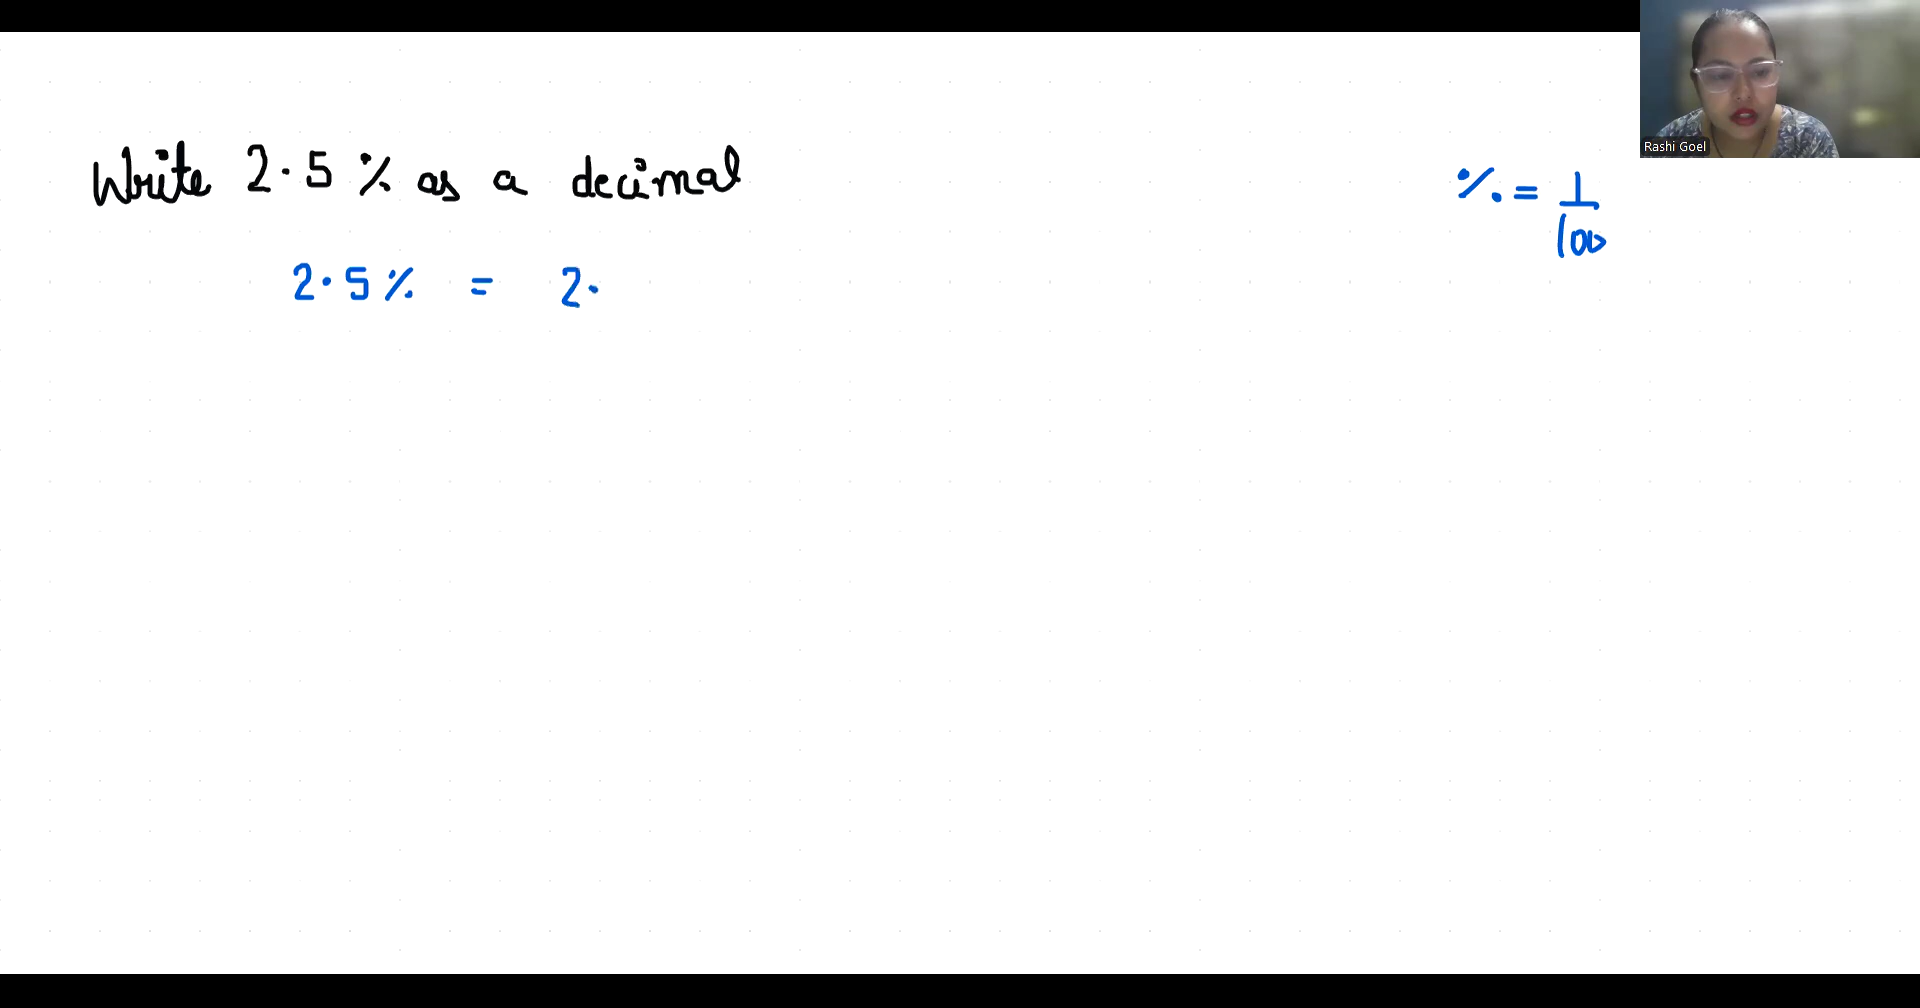 Write 2.5 % as a decimal
% = 1/100
2.5% = 2.
Rashi Goel